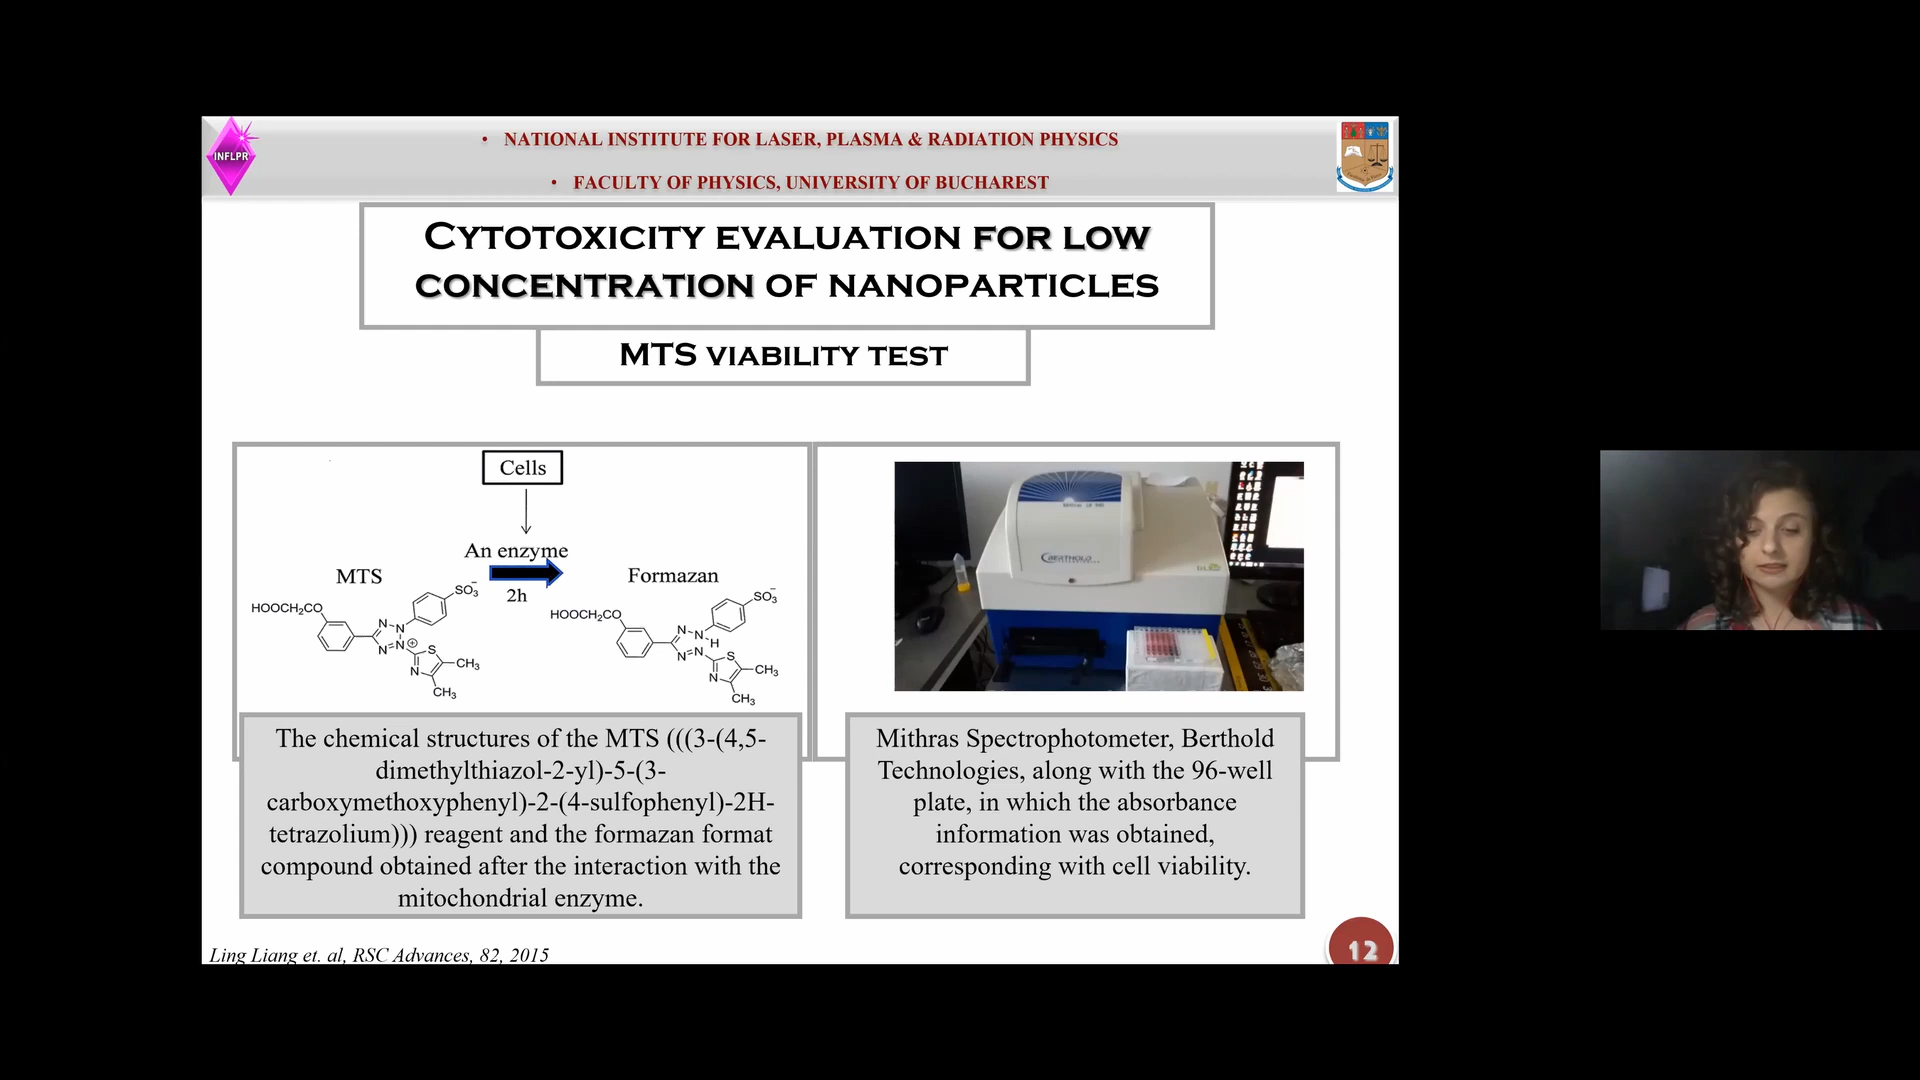 INFLPR
• NATIONAL INSTITUTE FOR LASER, PLASMA & RADIATION PHYSICS
• FACULTY OF PHYSICS, UNIVERSITY OF BUCHAREST
CYTOTOXICITY EVALUATION FOR LOW
CONCENTRATION OF NANOPARTICLES
MTS VIABILITY TEST
Cells
An enzyme
2h
MTS
HOOCH₂CO
SO₃⁻
N
N
N
N
⊕
S
N
CH₃
CH₃
Formazan
HOOCH₂CO
SO₃⁻
N
N
H
N
N
S
N
CH₃
CH₃
BERTHOLD
The chemical structures of the MTS (((3-(4,5-
dimethylthiazol-2-yl)-5-(3-
carboxymethoxyphenyl)-2-(4-sulfophenyl)-2H-
tetrazolium))) reagent and the formazan format
compound obtained after the interaction with the
mitochondrial enzyme.
Mithras Spectrophotometer, Berthold
Technologies, along with the 96-well
plate, in which the absorbance
information was obtained,
corresponding with cell viability.
Ling Liang et. al, RSC Advances, 82, 2015
12